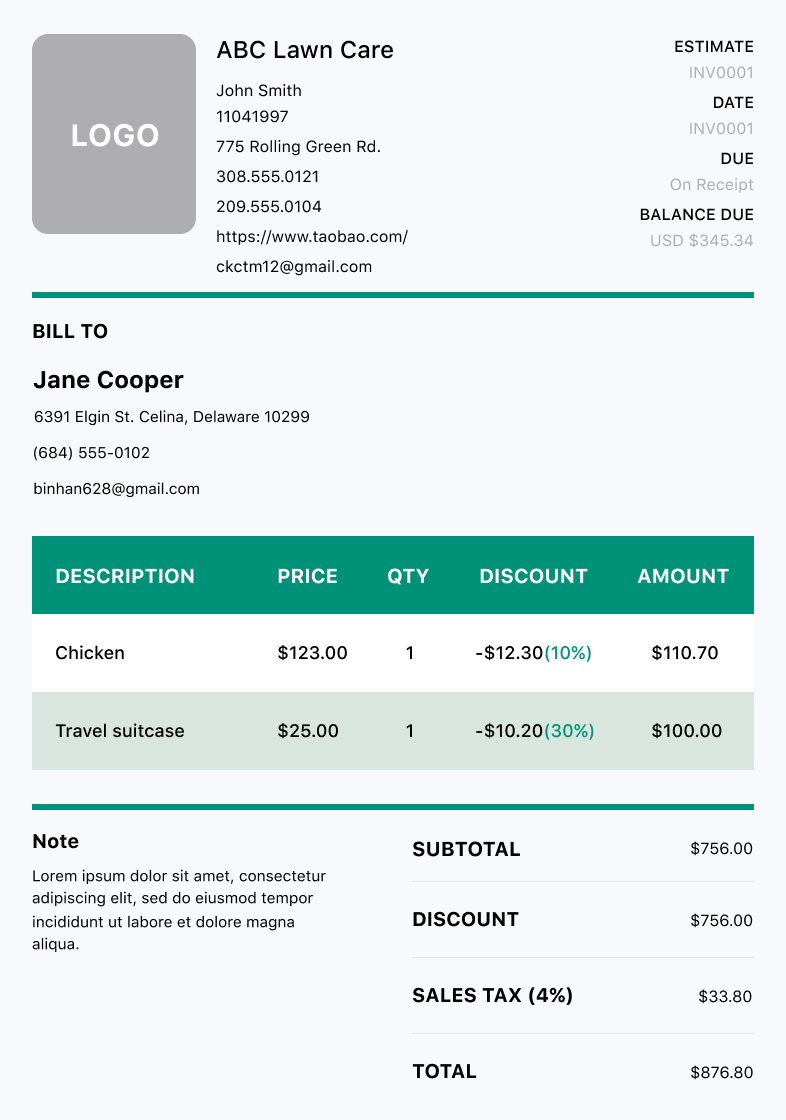 LOGO
ABC Lawn Care
John Smith
11041997
775 Rolling Green Rd.
308.555.0121
209.555.0104
https://www.taobao.com/
ckctm12@gmail.com
ESTIMATE
INV0001
DATE
INV0001
DUE
On Receipt
BALANCE DUE
USD $345.34
BILL TO
Jane Cooper
6391 Elgin St. Celina, Delaware 10299
(684) 555-0102
binhan628@gmail.com
DESCRIPTION PRICE QTY DISCOUNT AMOUNT
Chicken $123.00 1 -$12.30(10%) $110.70
Travel suitcase $25.00 1 -$10.20(30%) $100.00
Note
Lorem ipsum dolor sit amet, consectetur
adipiscing elit, sed do eiusmod tempor
incididunt ut labore et dolore magna
aliqua.
SUBTOTAL $756.00
DISCOUNT $756.00
SALES TAX (4%) $33.80
TOTAL $876.80